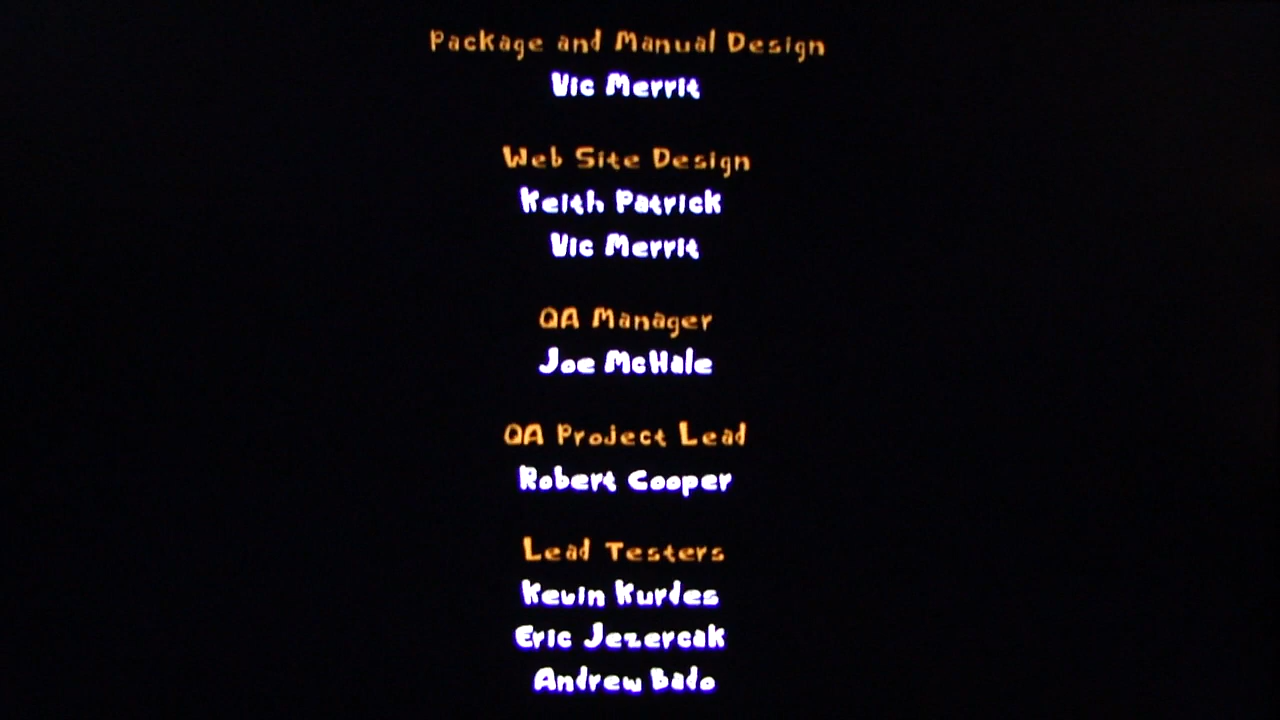 Package and Manual Design
Vic Merrit
Web Site Design
Keith Patrick
Vic Merrit
QA Manager
Joe McHale
QA Project Lead
Robert Cooper
Lead Testers
Kevin Kurdes
Eric Jezercak
Andrew Bado